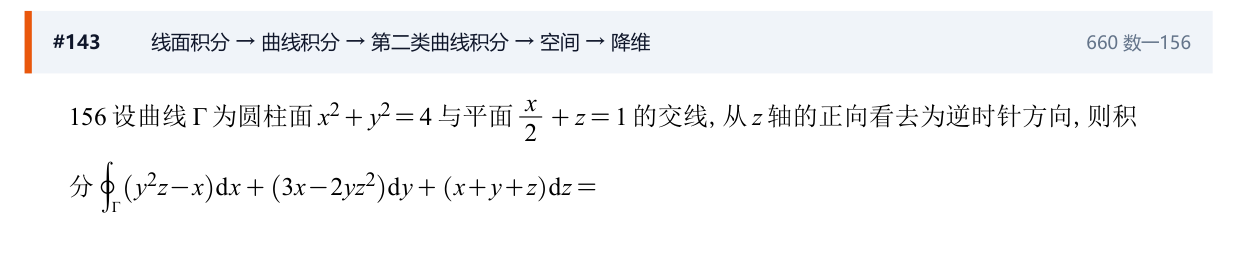 #143 线面积分 → 曲线积分 → 第二类曲线积分 → 空间 → 降维 660 数一156
156 设曲线 Γ 为圆柱面 x²+y²=4 与平面 x/2 +z=1 的交线, 从 z 轴的正向看去为逆时针方向, 则积
分 ∮_Γ (y²z−x)dx+(3x−2yz²)dy+(x+y+z)dz=